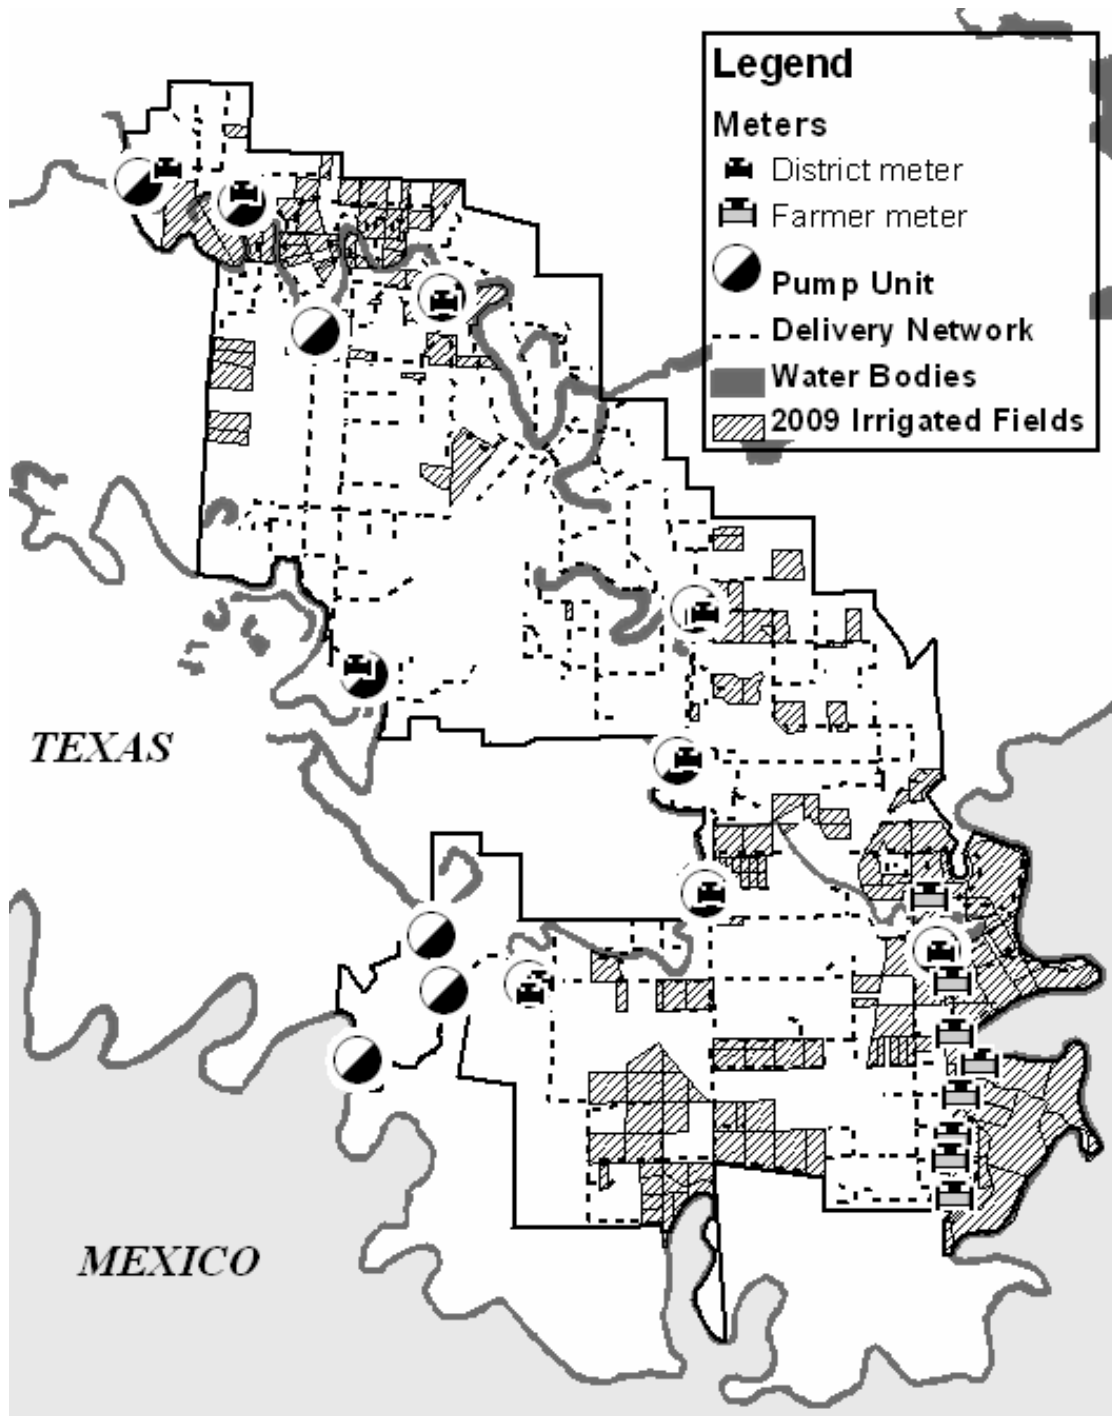 Legend
Meters
District meter
Farmer meter
Pump Unit
Delivery Network
Water Bodies
2009 Irrigated Fields
TEXAS
MEXICO